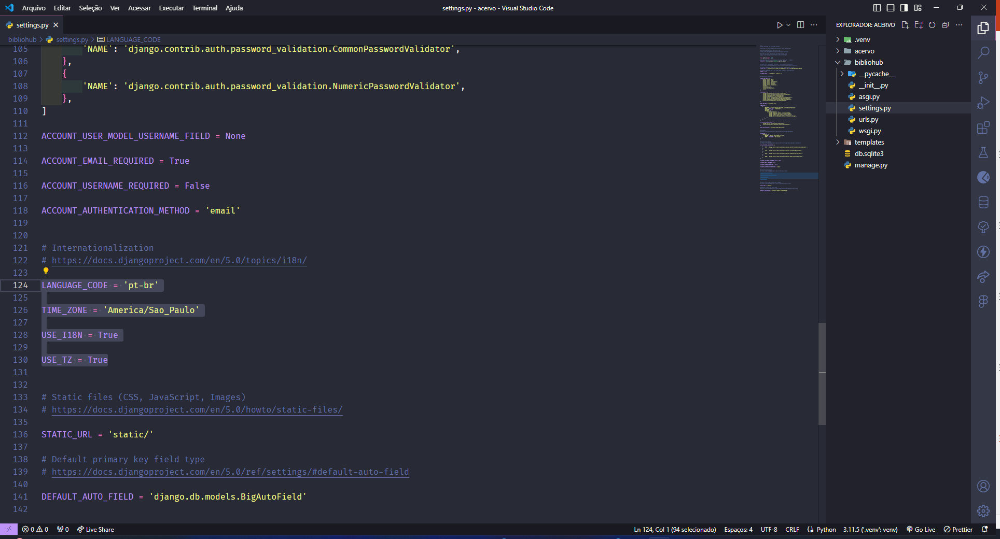 Arquivo Editar Seleção Ver Acessar Executar Terminal Ajuda
settings.py - acervo - Visual Studio Code
settings.py
bibliohub > settings.py > LANGUAGE_CODE
105 'NAME': 'django.contrib.auth.password_validation.CommonPasswordValidator',
106 },
107 {
108 'NAME': 'django.contrib.auth.password_validation.NumericPasswordValidator',
109 },
110 ]
111
112 ACCOUNT_USER_MODEL_USERNAME_FIELD = None
113
114 ACCOUNT_EMAIL_REQUIRED = True
115
116 ACCOUNT_USERNAME_REQUIRED = False
117
118 ACCOUNT_AUTHENTICATION_METHOD = 'email'
119
120
121 # Internationalization
122 # https://docs.djangoproject.com/en/5.0/topics/i18n/
123
124 LANGUAGE_CODE = 'pt-br'
125
126 TIME_ZONE = 'America/Sao_Paulo'
127
128 USE_I18N = True
129
130 USE_TZ = True
131
132
133 # Static files (CSS, JavaScript, Images)
134 # https://docs.djangoproject.com/en/5.0/howto/static-files/
135
136 STATIC_URL = 'static/'
137
138 # Default primary key field type
139 # https://docs.djangoproject.com/en/5.0/ref/settings/#default-auto-field
140
141 DEFAULT_AUTO_FIELD = 'django.db.models.BigAutoField'
142
EXPLORADOR: ACERVO
.venv
acervo
bibliohub
__pycache__
__init__.py
asgi.py
settings.py
urls.py
wsgi.py
templates
db.sqlite3
manage.py
0 0 0 Live Share
Ln 124, Col 1 (94 selecionado) Espaços: 4 UTF-8 CRLF Python 3.11.5 ('.venv': venv) Go Live Prettier